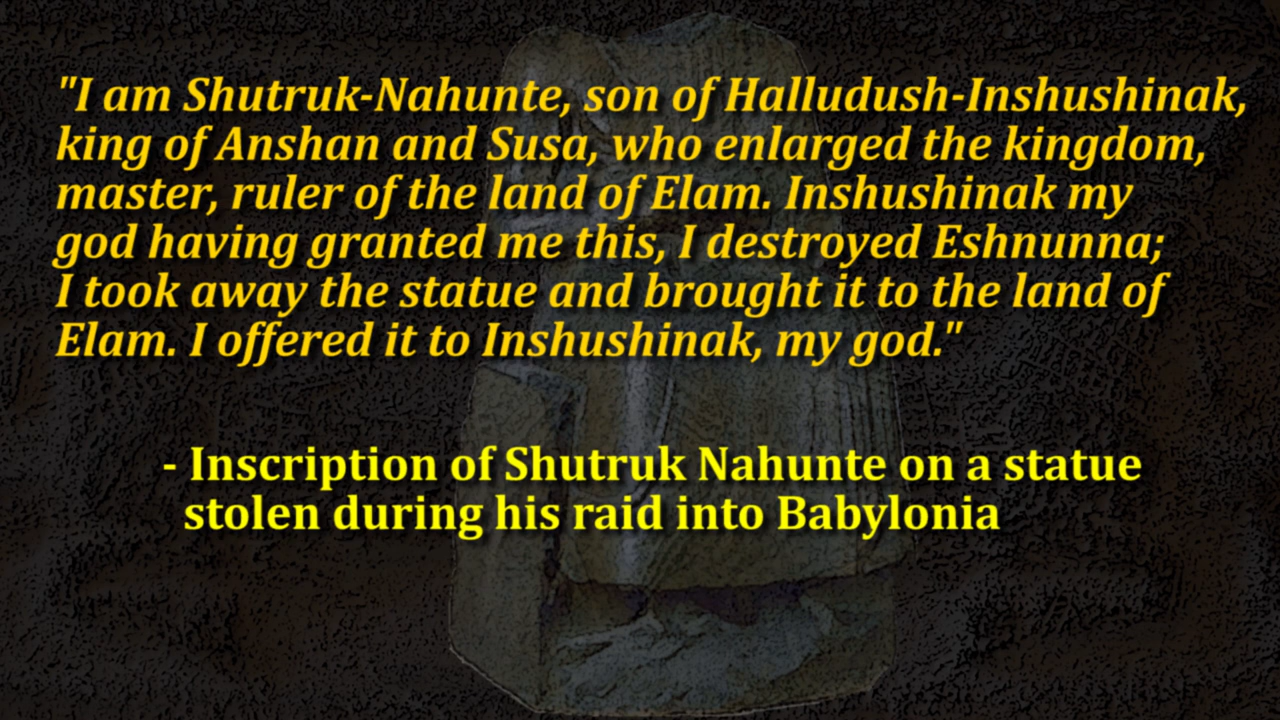 "I am Shutruk-Nahunte, son of Halludush-Inshushinak,
king of Anshan and Susa, who enlarged the kingdom,
master, ruler of the land of Elam. Inshushinak my
god having granted me this, I destroyed Eshnunna;
I took away the statue and brought it to the land of
Elam. I offered it to Inshushinak, my god."
- Inscription of Shutruk Nahunte on a statue
stolen during his raid into Babylonia